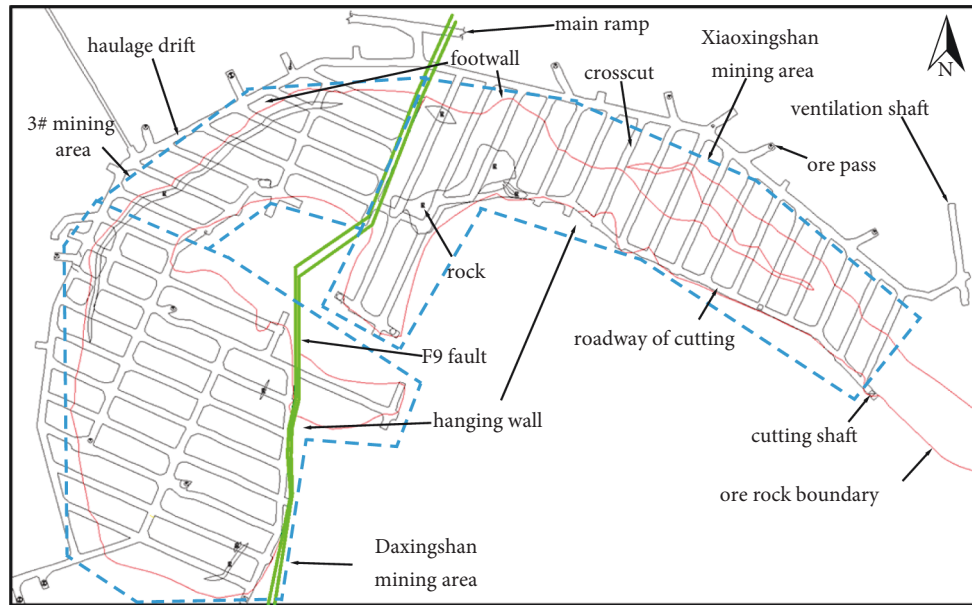 main ramp
haulage drift
footwall
Xiaoxingshan
mining area
crosscut
N
ventilation shaft
3# mining
area
ore pass
rock
roadway of cutting
F9 fault
hanging wall
cutting shaft
ore rock boundary
Daxingshan
mining area